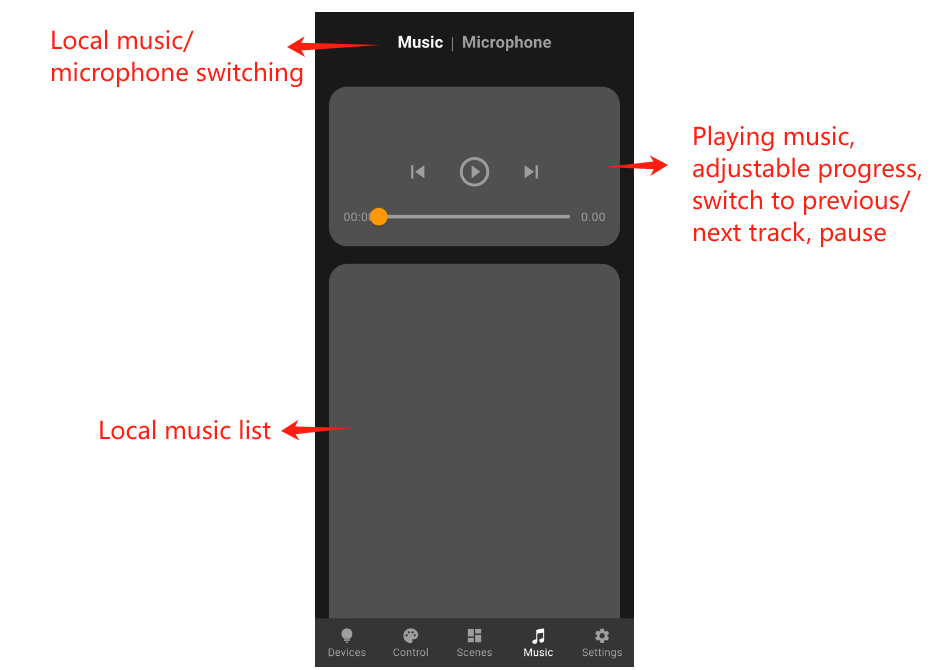 Local music/
microphone switching
Music | Microphone
Playing music,
adjustable progress,
switch to previous/
next track, pause
00:0
0.00
Local music list
Devices
Control
Scenes
Music
Settings